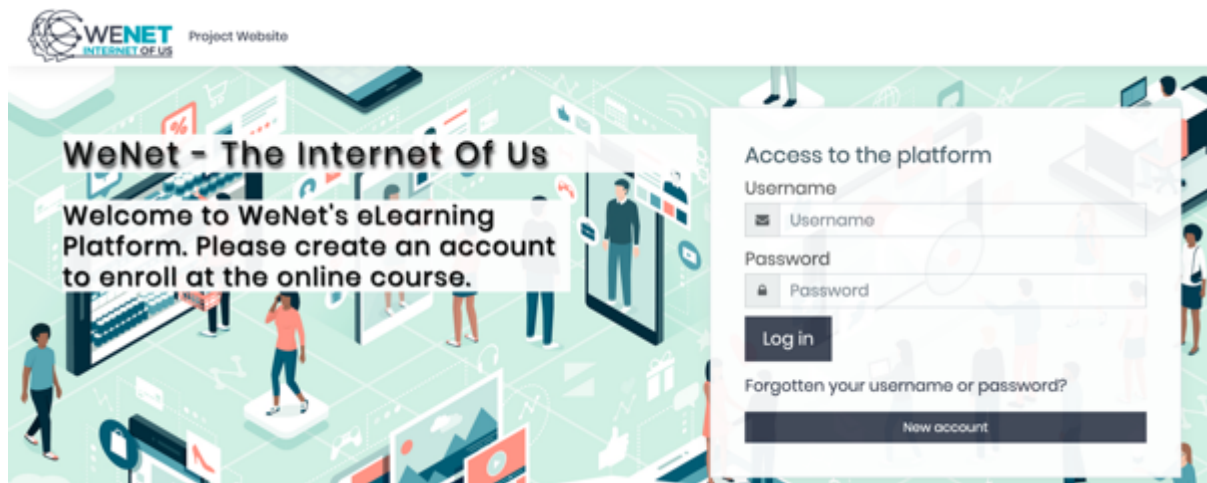 WENET
INTERNET OF US
Project Website
WeNet - The Internet Of Us
Welcome to WeNet's eLearning
Platform. Please create an account
to enroll at the online course.
Access to the platform
Username
Username
Password
Password
Log in
Forgotten your username or password?
New account
%